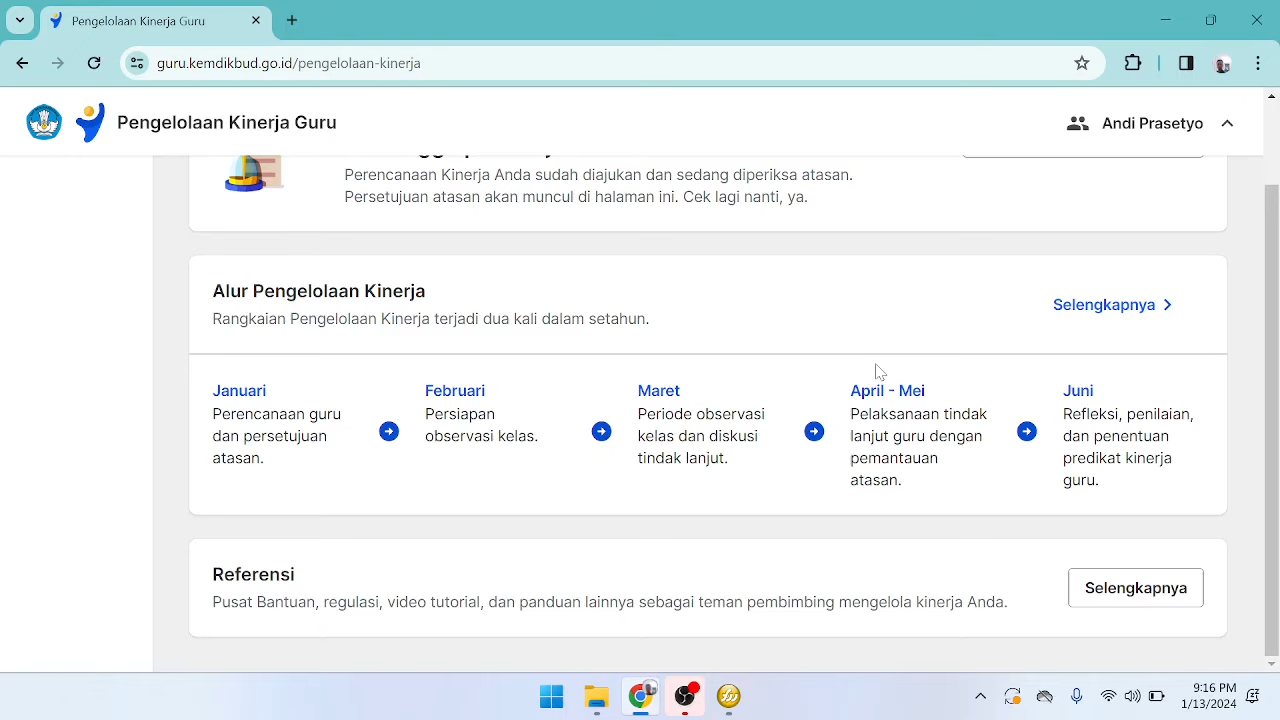 Pengelolaan Kinerja Guru
guru.kemdikbud.go.id/pengelolaan-kinerja
Pengelolaan Kinerja Guru
Andi Prasetyo
Perencanaan Kinerja Anda sudah diajukan dan sedang diperiksa atasan.
Persetujuan atasan akan muncul di halaman ini. Cek lagi nanti, ya.
Alur Pengelolaan Kinerja
Rangkaian Pengelolaan Kinerja terjadi dua kali dalam setahun.
Selengkapnya
Januari
Perencanaan guru
dan persetujuan
atasan.
Februari
Persiapan
observasi kelas.
Maret
Periode observasi
kelas dan diskusi
tindak lanjut.
April - Mei
Pelaksanaan tindak
lanjut guru dengan
pemantauan
atasan.
Juni
Refleksi, penilaian,
dan penentuan
predikat kinerja
guru.
Referensi
Pusat Bantuan, regulasi, video tutorial, dan panduan lainnya sebagai teman pembimbing mengelola kinerja Anda.
Selengkapnya
9:16 PM
1/13/2024